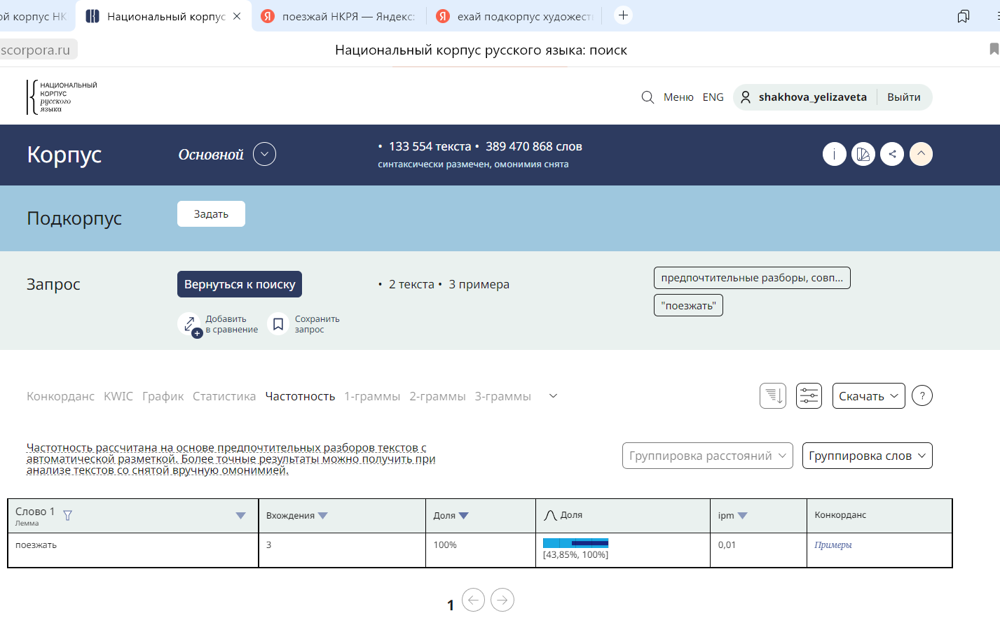 ой корпус НК
Национальный корпус
поезжай НКРЯ — Яндекс:
ехай подкорпус художесть
scorpora.ru
Национальный корпус русского языка: поиск
НАЦИОНАЛЬНЫЙ
КОРПУС
русского
языка
Меню ENG shakhova_yelizaveta Выйти
Корпус
Основной
• 133 554 текста • 389 470 868 слов
синтаксически размечен, омонимия снята
Подкорпус
Задать
Запрос
Вернуться к поиску
• 2 текста • 3 примера
предпочтительные разборы, совп...
"поезжать"
Добавить
в сравнение
Сохранить
запрос
Конкорданс KWIC График Статистика Частотность 1-граммы 2-граммы 3-граммы
Скачать ?
Частотность рассчитана на основе предпочтительных разборов текстов с
автоматической разметкой. Более точные результаты можно получить при
анализе текстов со снятой вручную омонимией.
Группировка расстояний
Группировка слов
Слово 1
Лемма
Вхождения
Доля
Доля
ipm
Конкорданс
поезжать
3
100%
[43,85%, 100%]
0,01
Примеры
1